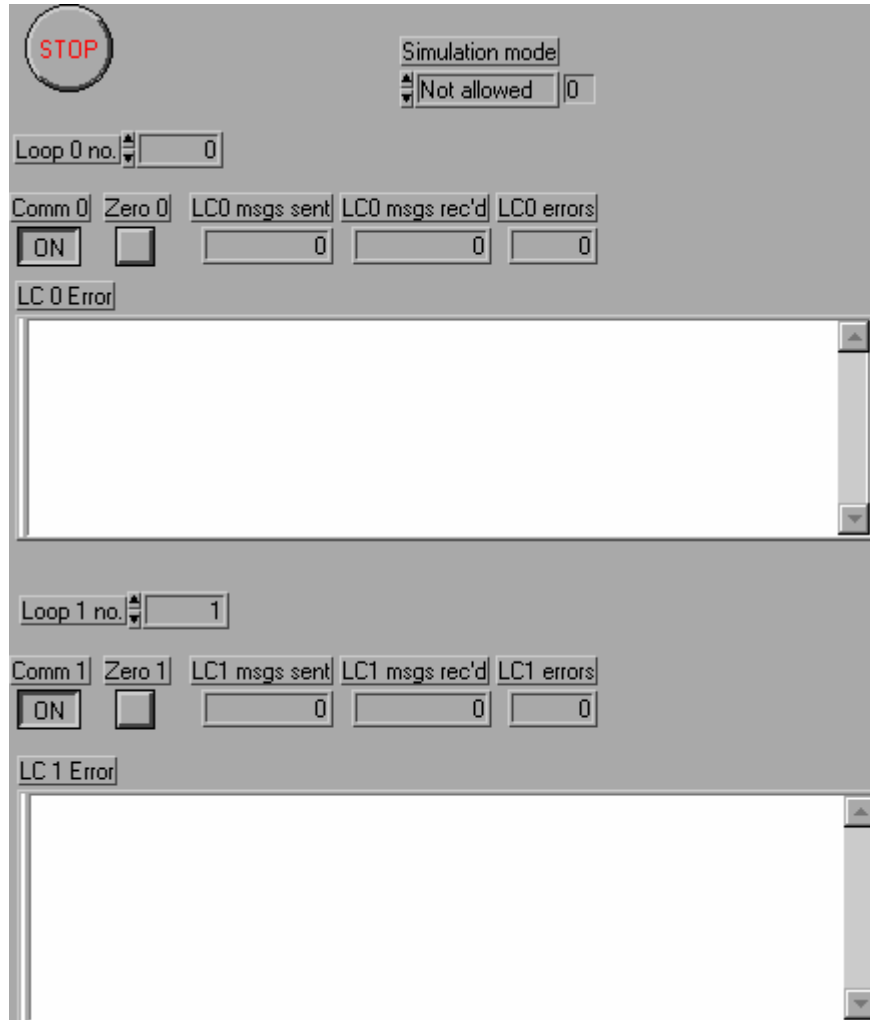 STOP
Simulation mode
Not allowed 0
Loop 0 no. 0
Comm 0 Zero 0 LC0 msgs sent LC0 msgs rec'd LC0 errors
ON 0 0 0
LC 0 Error
Loop 1 no. 1
Comm 1 Zero 1 LC1 msgs sent LC1 msgs rec'd LC1 errors
ON 0 0 0
LC 1 Error